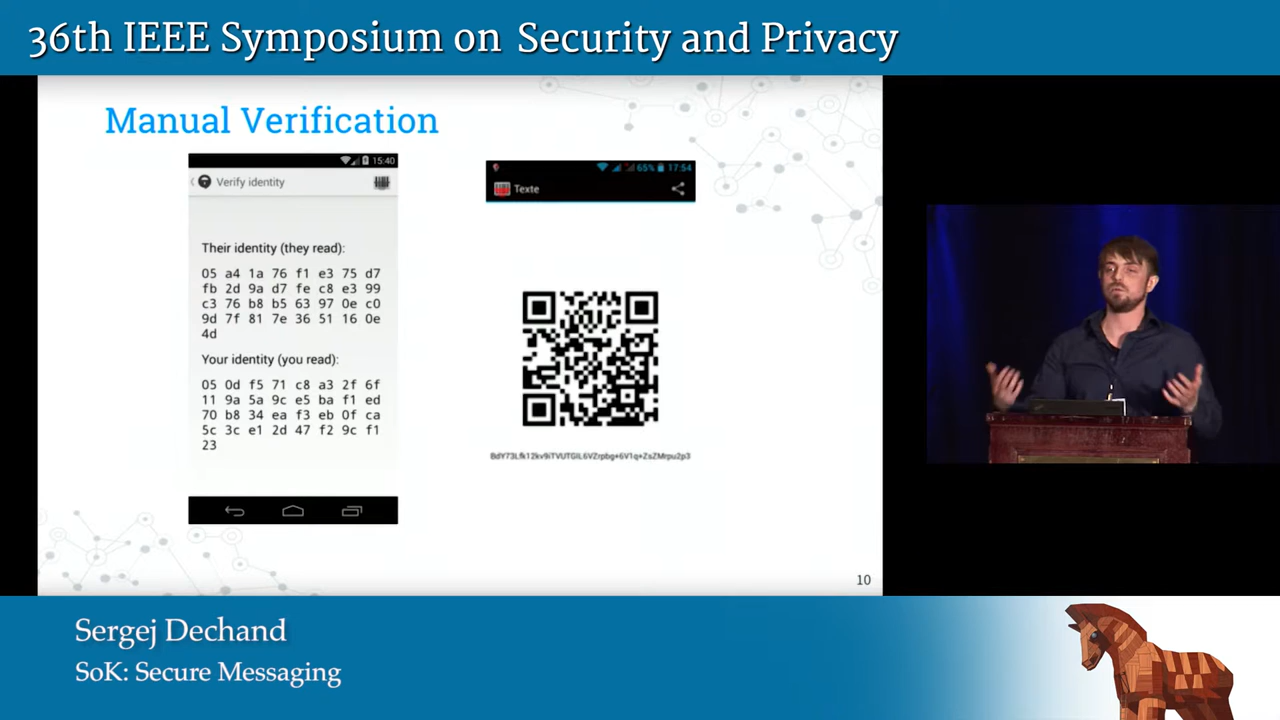 36th IEEE Symposium on Security and Privacy
Manual Verification
15:40
Verify identity
Their identity (they read):
05 a4 1a 76 f1 e3 75 d7
fb 2d 9a d7 fe c8 e3 99
c3 76 b8 b5 63 97 0e c0
9d 7f 81 7e 36 51 16 0e
4d
Your identity (you read):
05 0d f5 71 c8 a3 2f 6f
11 9a 5a 9c e5 ba f1 ed
70 b8 34 ea f3 eb 0f ca
5c 3c e1 2d 47 f2 9c f1
23
65% 17:54
Texte
10
Sergej Dechand
SoK: Secure Messaging